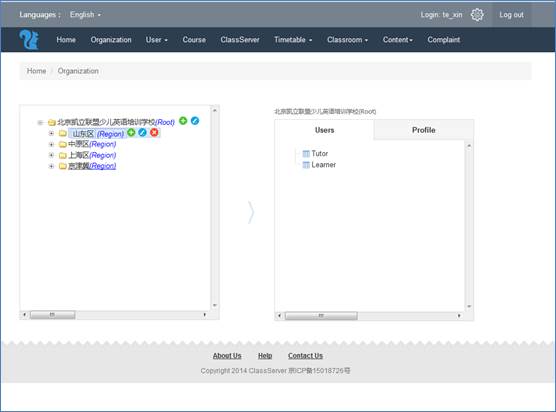 Languages : English Login: te_xin Log out
Home Organization User Course ClassServer Timetable Classroom Content Complaint
Home / Organization
北京凯立联盟少儿英语培训学校(Root)
山东区 (Region)
中原区(Region)
上海区(Region)
京津冀(Region)
北京凯立联盟少儿英语培训学校(Root)
Users Profile
Tutor
Learner
About Us Help Contact Us
Copyright 2014 ClassServer 京ICP备15018726号